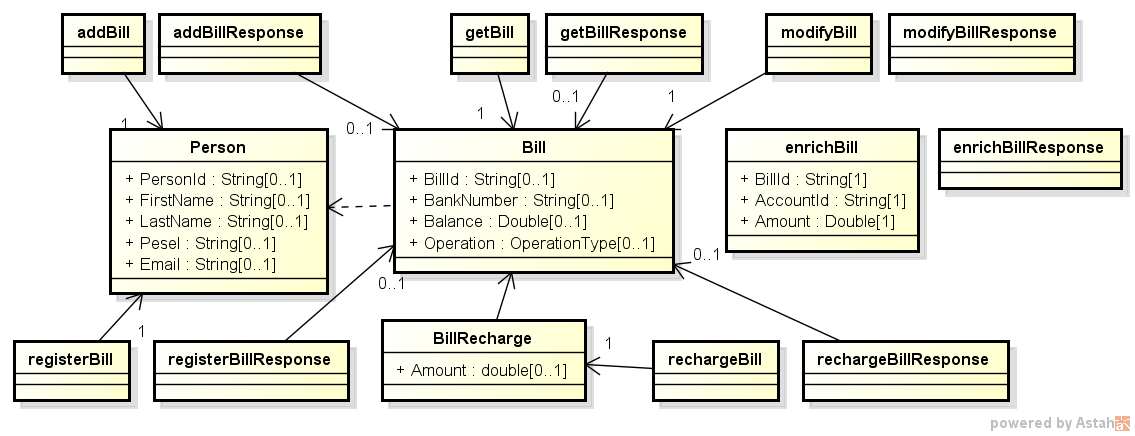 addBill
addBillResponse
getBill
getBillResponse
modifyBill
modifyBillResponse
1
0..1
1
0..1
1
Person
+ PersonId : String[0..1]
+ FirstName : String[0..1]
+ LastName : String[0..1]
+ Pesel : String[0..1]
+ Email : String[0..1]
Bill
+ BillId : String[0..1]
+ BankNumber : String[0..1]
+ Balance : Double[0..1]
+ Operation : OperationType[0..1]
enrichBill
+ BillId : String[1]
+ AccountId : String[1]
+ Amount : Double[1]
enrichBillResponse
1
0..1
0..1
1
registerBill
registerBillResponse
BillRecharge
+ Amount : double[0..1]
rechargeBill
rechargeBillResponse
powered by Astah